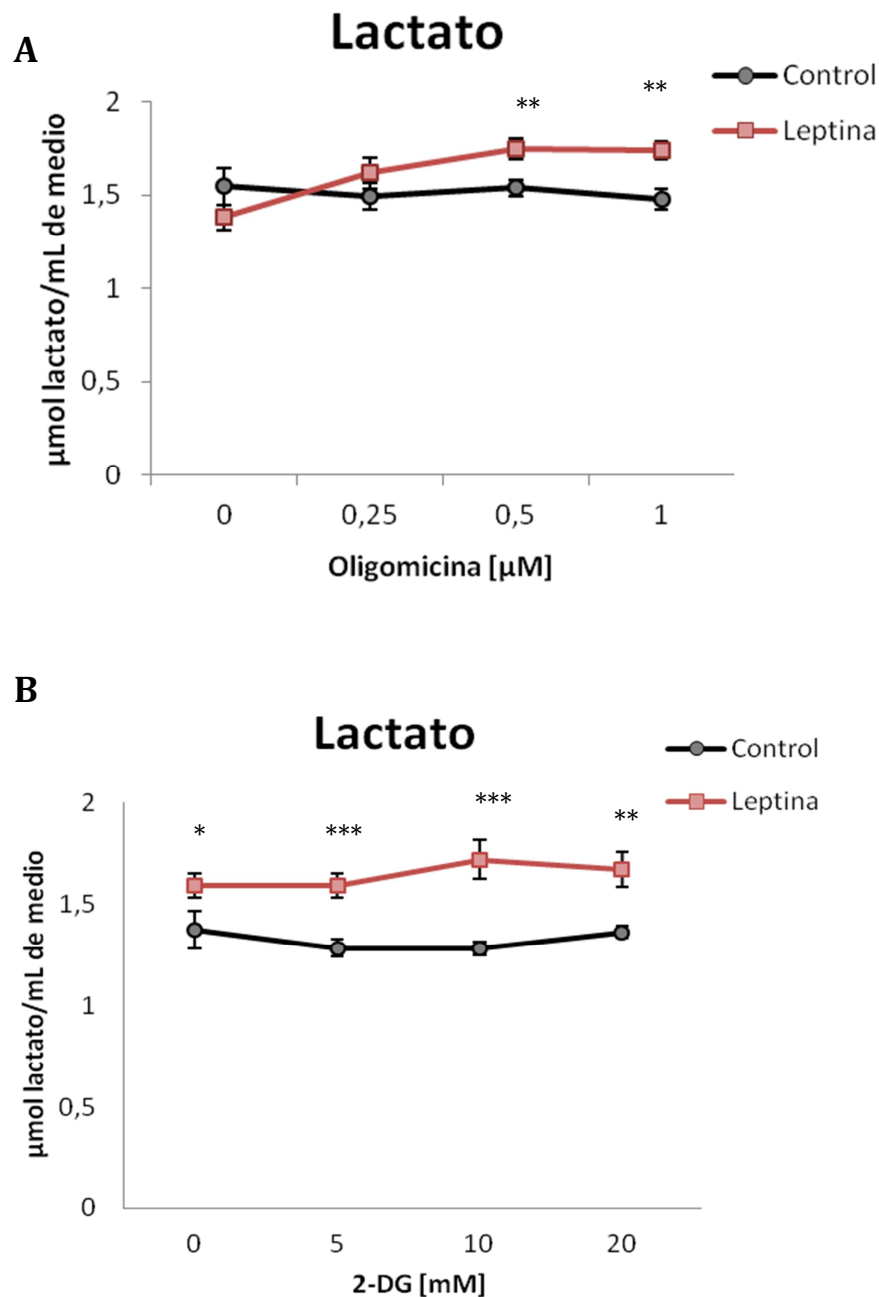 A
Lactato
Control
Leptina
** **
2
1,5
1
0,5
0
µmol lactato/mL de medio
0 0,25 0,5 1
Oligomicina [µM]
B
Lactato
Control
Leptina
* *** *** **
2
1,5
1
0,5
0
µmol lactato/mL de medio
0 5 10 20
2-DG [mM]